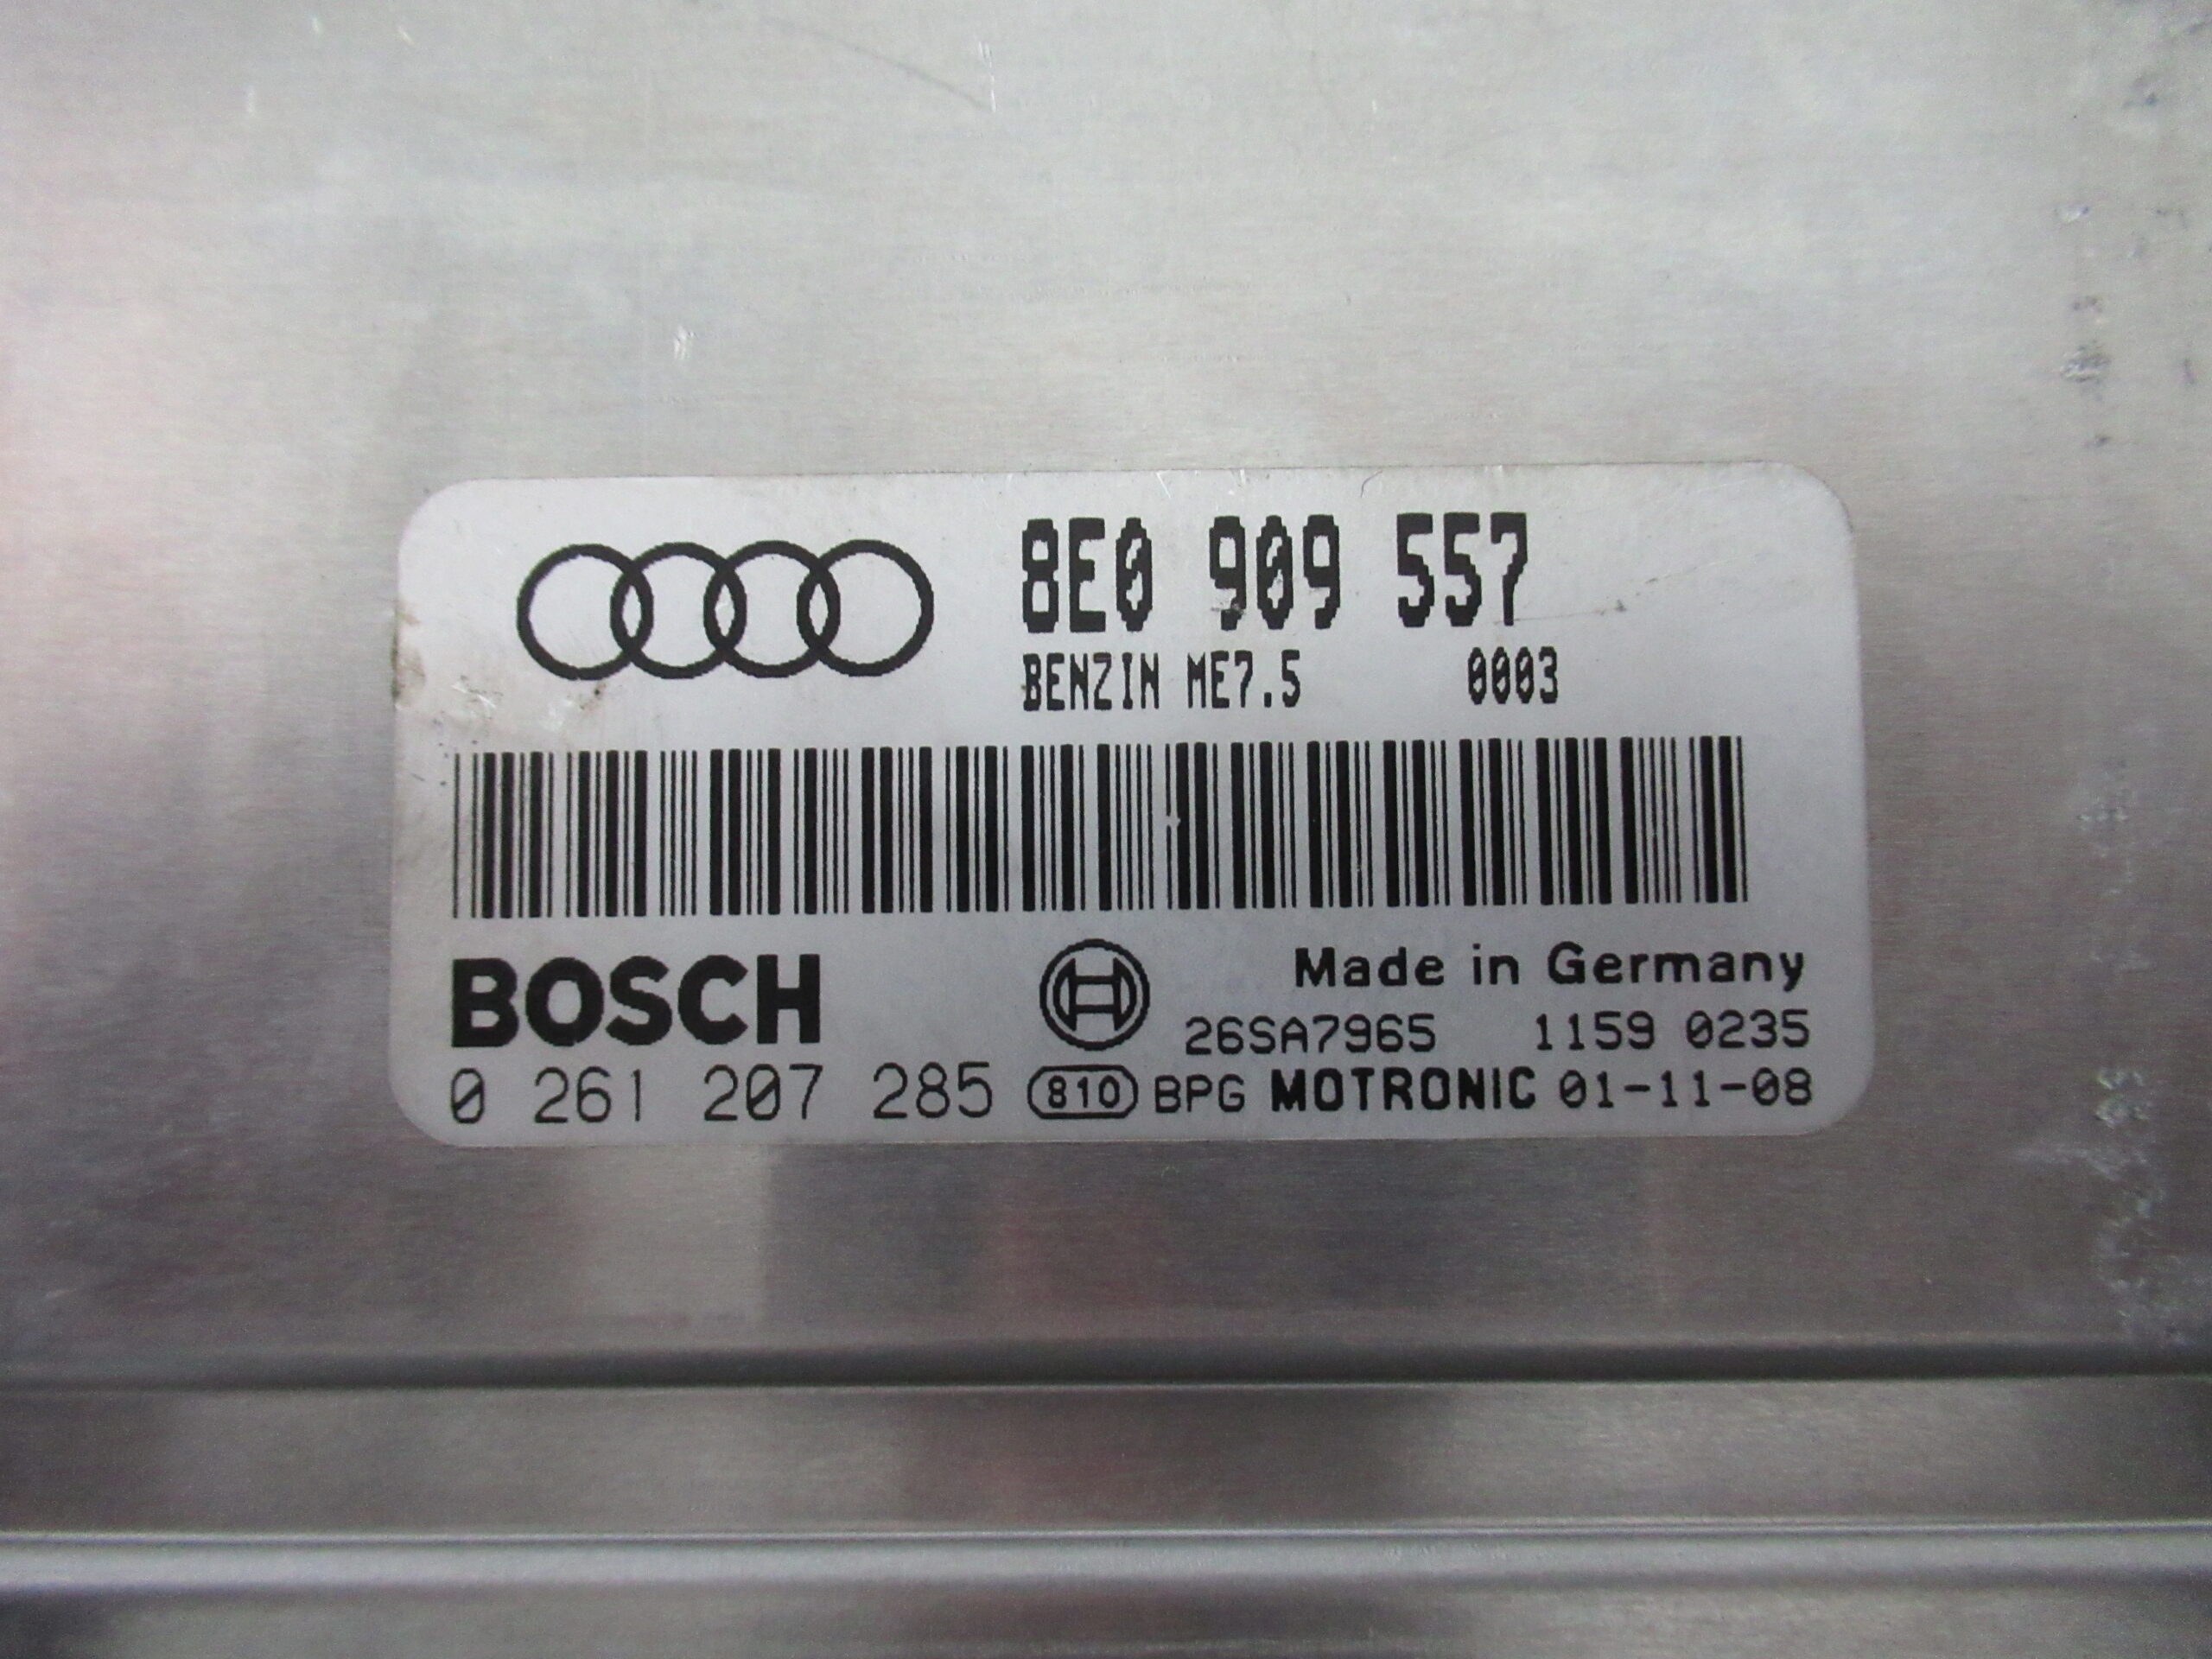 8E0 909 557
BENZIN ME7.5 0003
BOSCH Made in Germany
26SA7965 1159 0235
0 261 207 285 810 BPG MOTRONIC 01-11-08